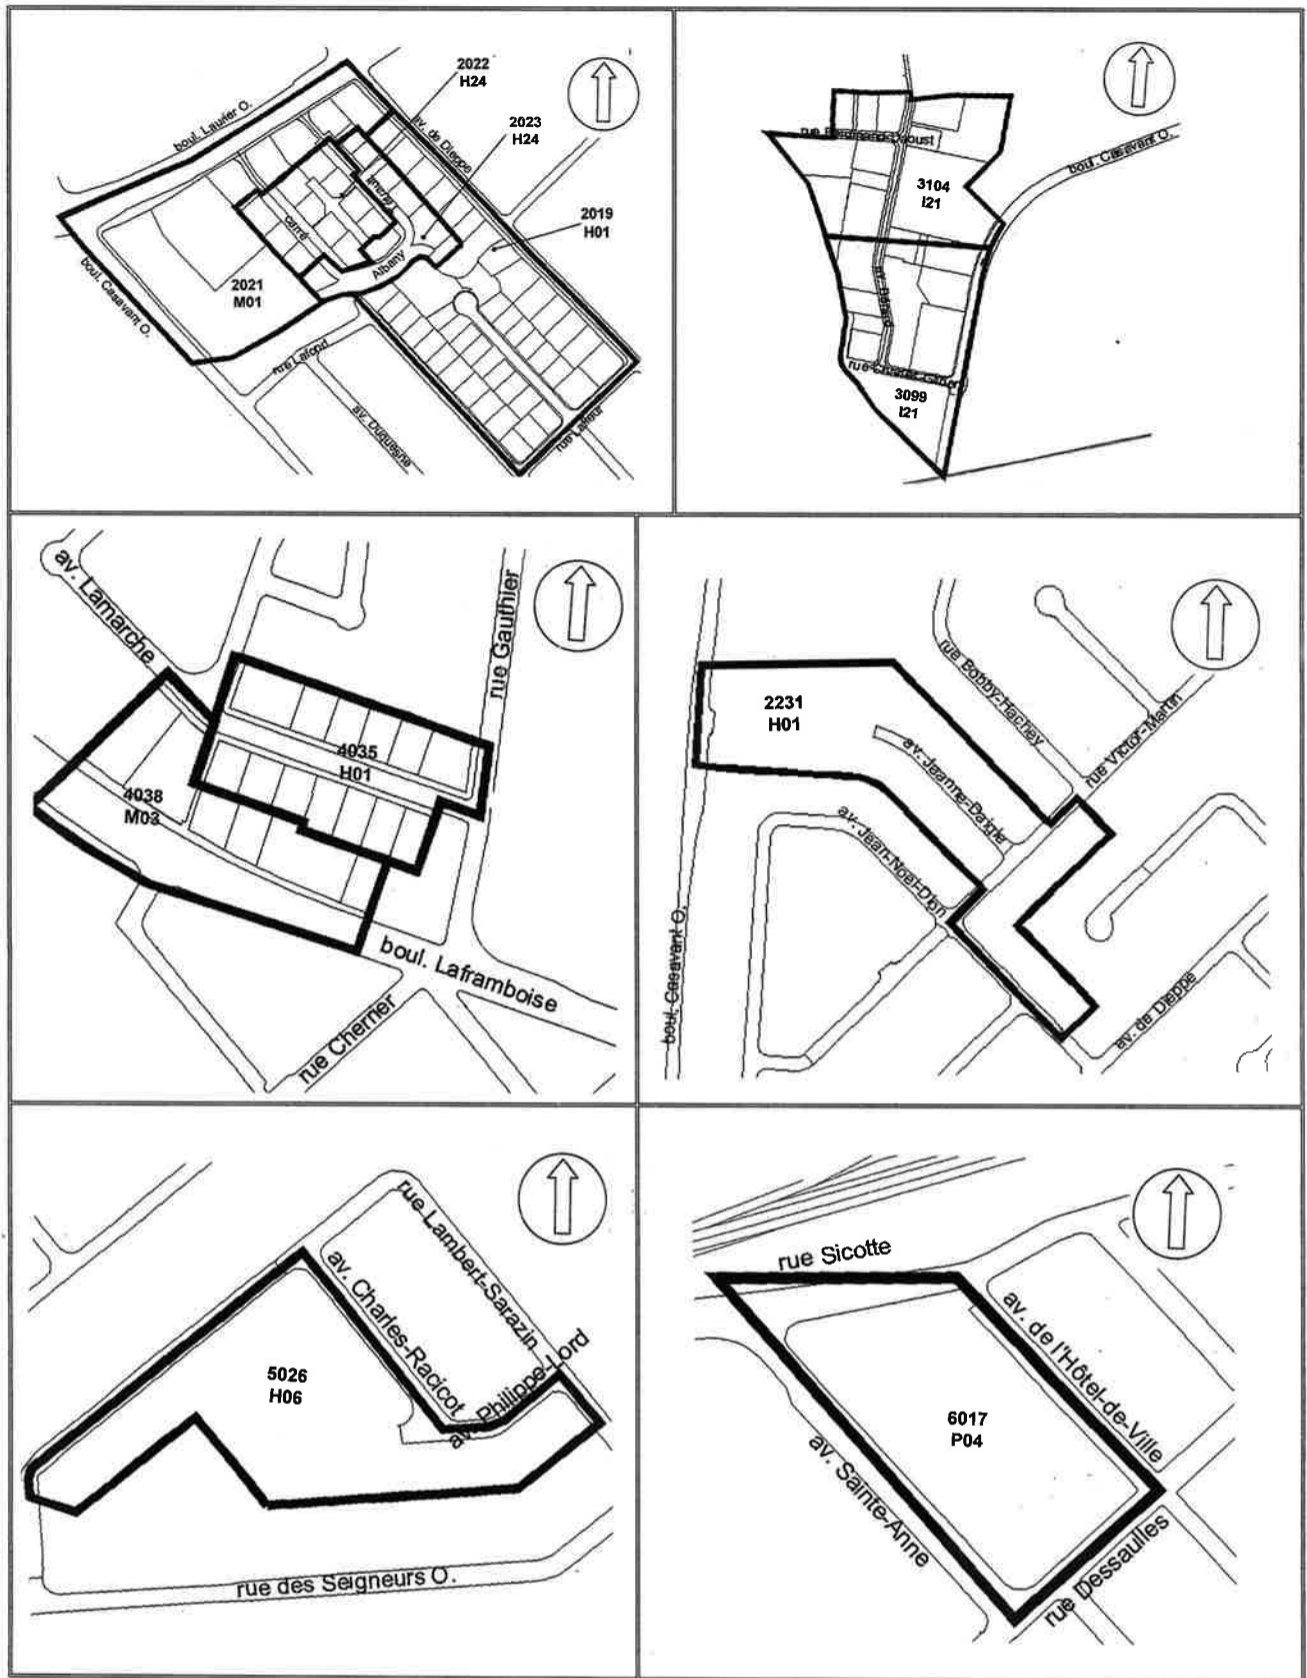 2022
H24
2023
H24
2019
H01
boul. Laurier O.
av. de Dieppe
carré
Albany
2021
M01
boul. Casavant O.
rue Lafond
av. Duquesne
boul. Casavant O.
3104
I21
3099
I21
av. Lamarche
rue Gauthier
4035
H01
4038
M03
boul. Laframboise
rue Cherrier
2231
H01
rue Bobby-Hachey
rue Victor-Martin
av. Jeanne-Daigle
av. Jean-Noël-Dion
boul. Casavant O.
av. de Dieppe
rue Lambert-Sarazin
av. Charles-Racicot
av. Philippe-Lord
5026
H06
rue des Seigneurs O.
rue Sicotte
av. de l'Hôtel-de-Ville
6017
P04
av. Sainte-Anne
rue Dessaulles